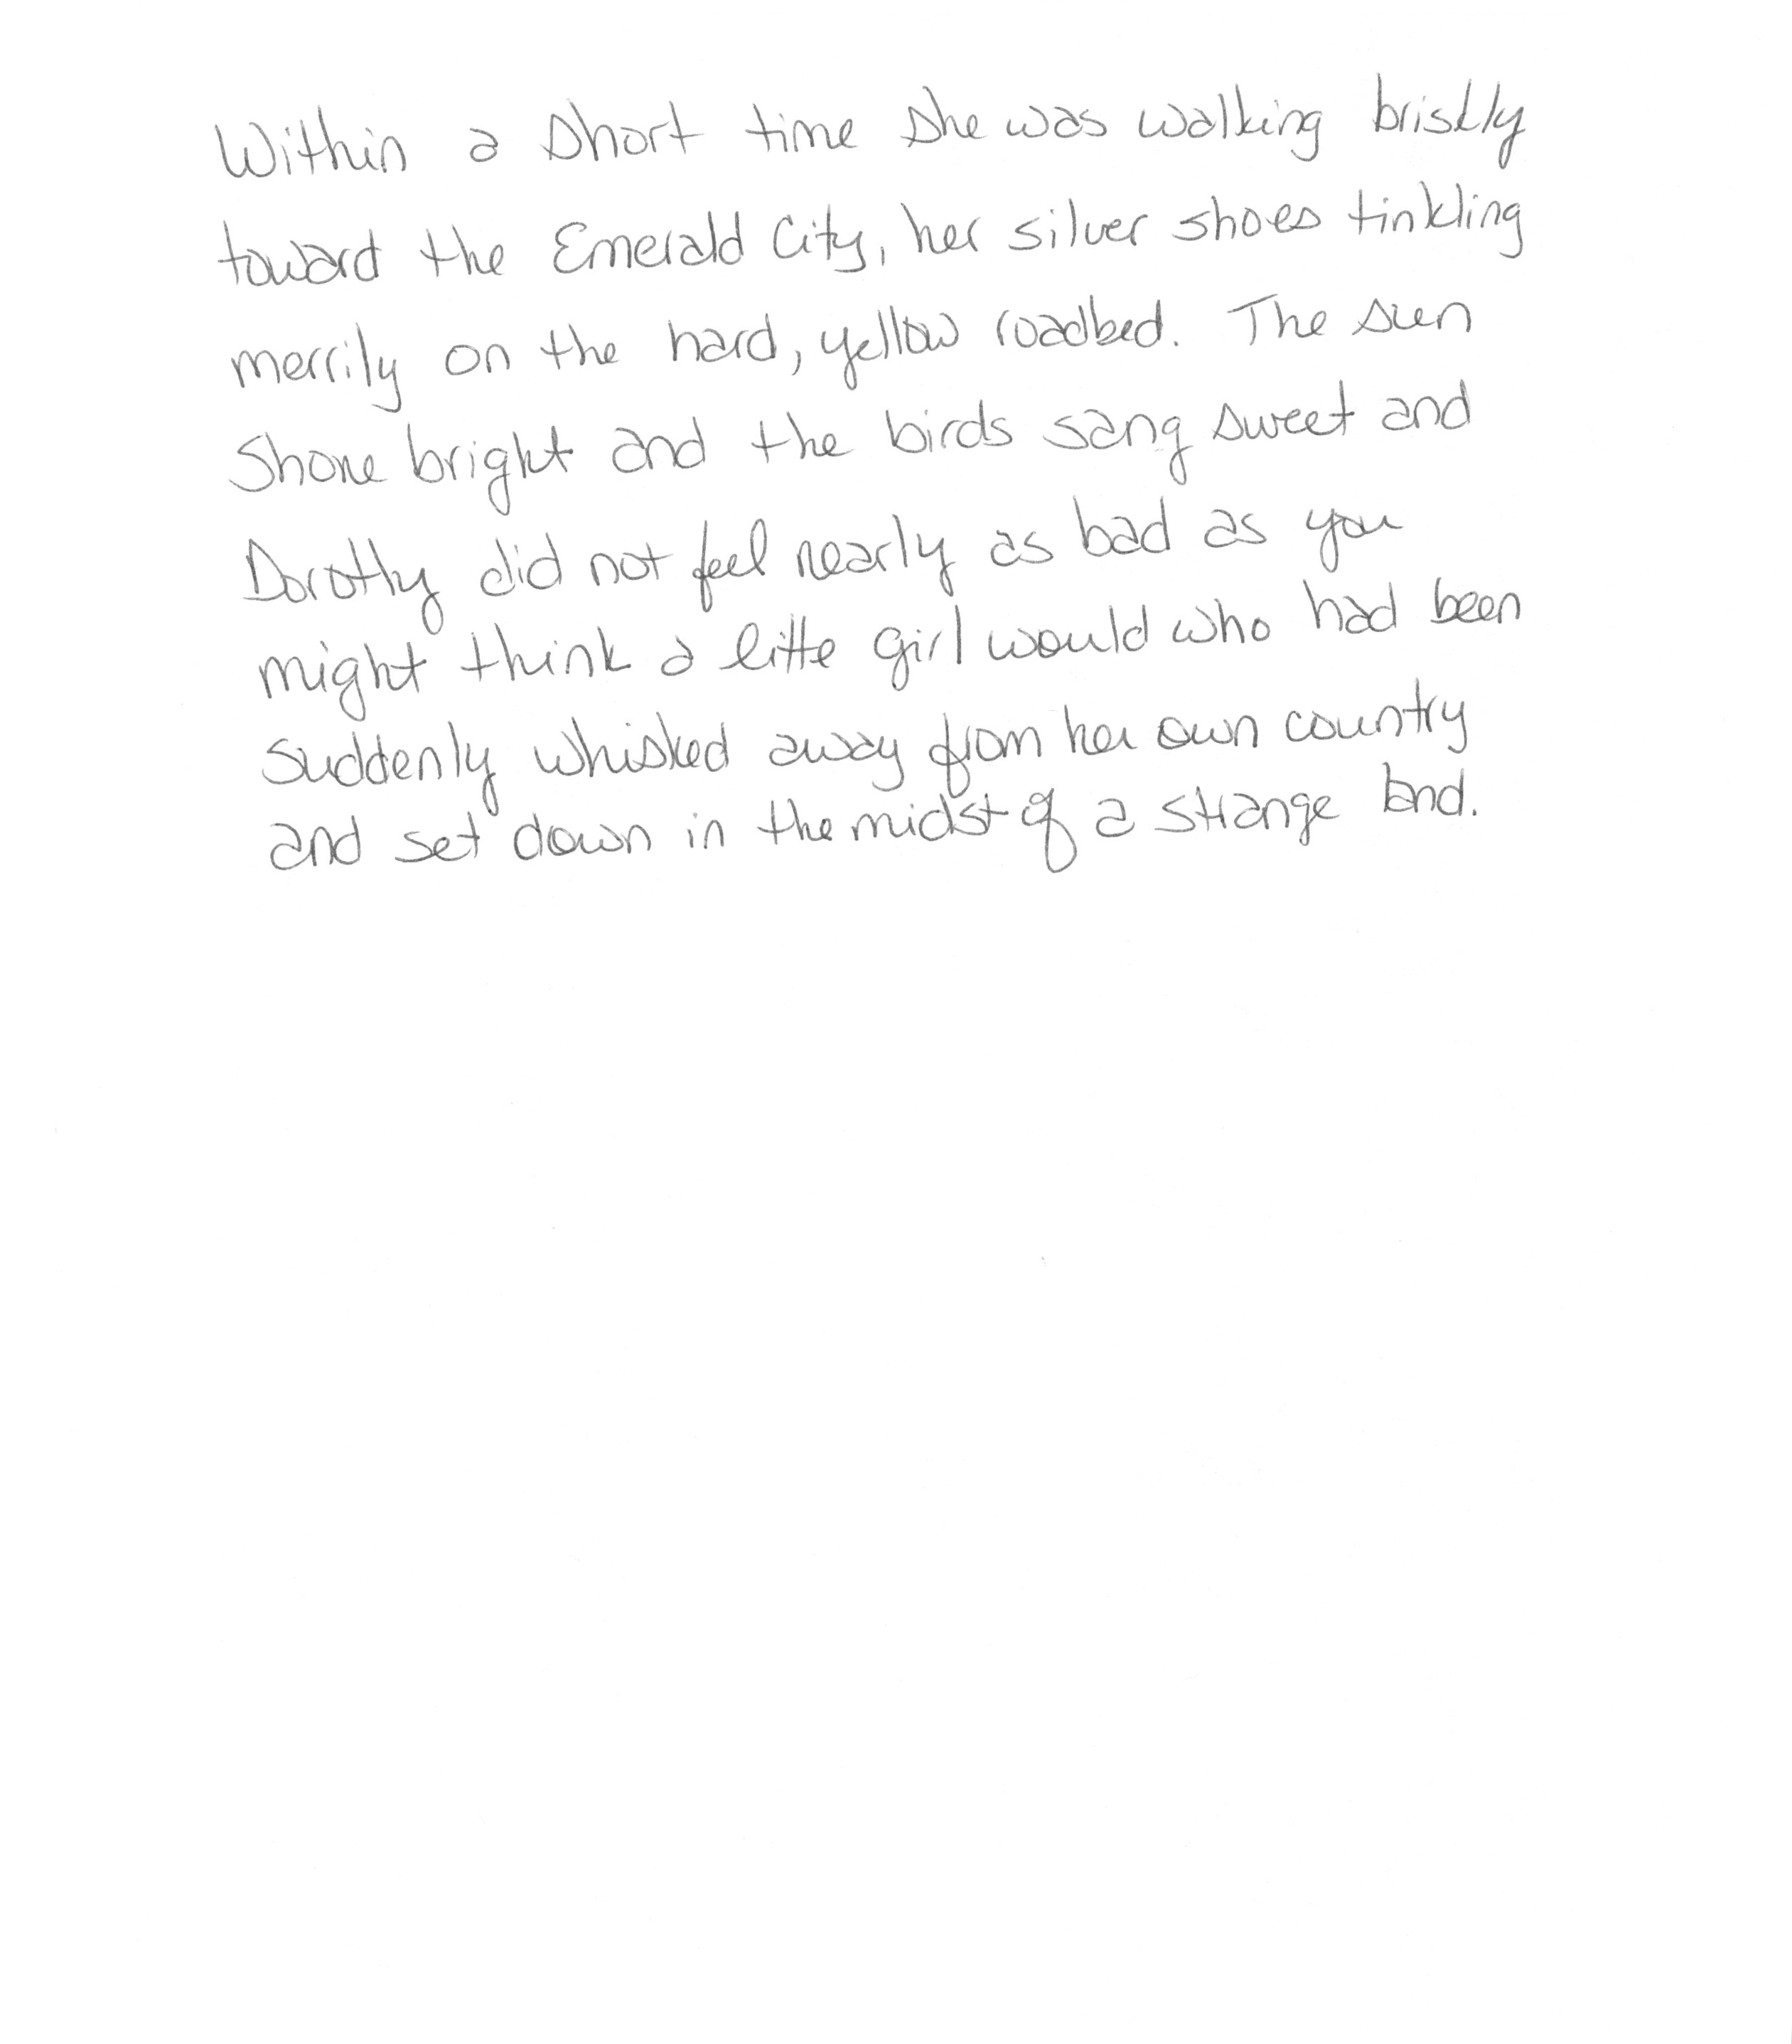 Within a short time she was walking briskly
toward the Emerald City, her silver shoes tinkling
merrily on the hard, yellow roadbed. The sun
shone bright and the birds sang sweet and
Dorothy did not feel nearly as bad as you
might think a litte girl would who had been
suddenly whisked away from her own country
and set down in the midst of a strange land.